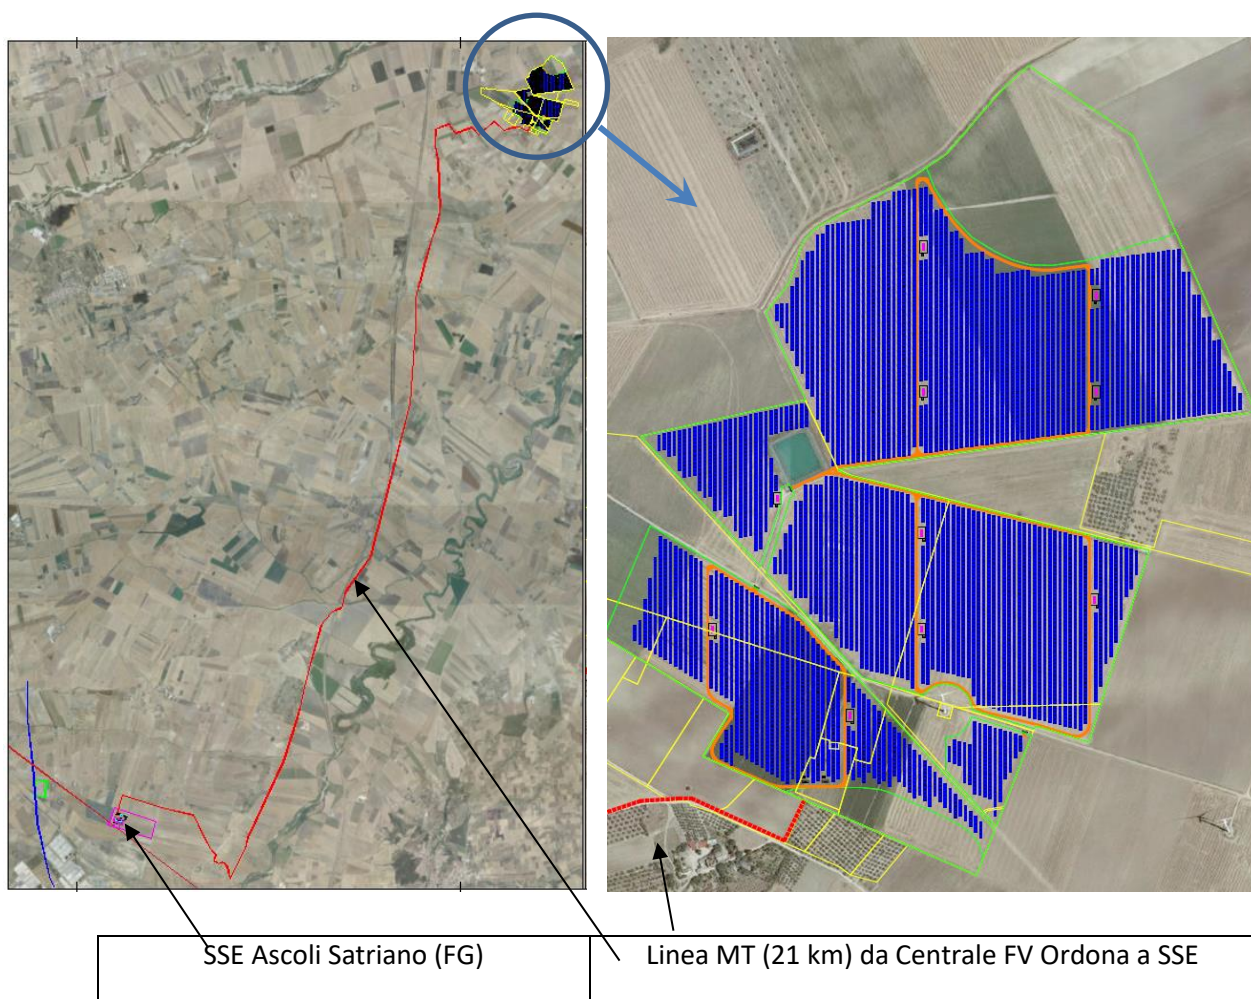 SSE Ascoli Satriano (FG)
Linea MT (21 km) da Centrale FV Ordona a SSE